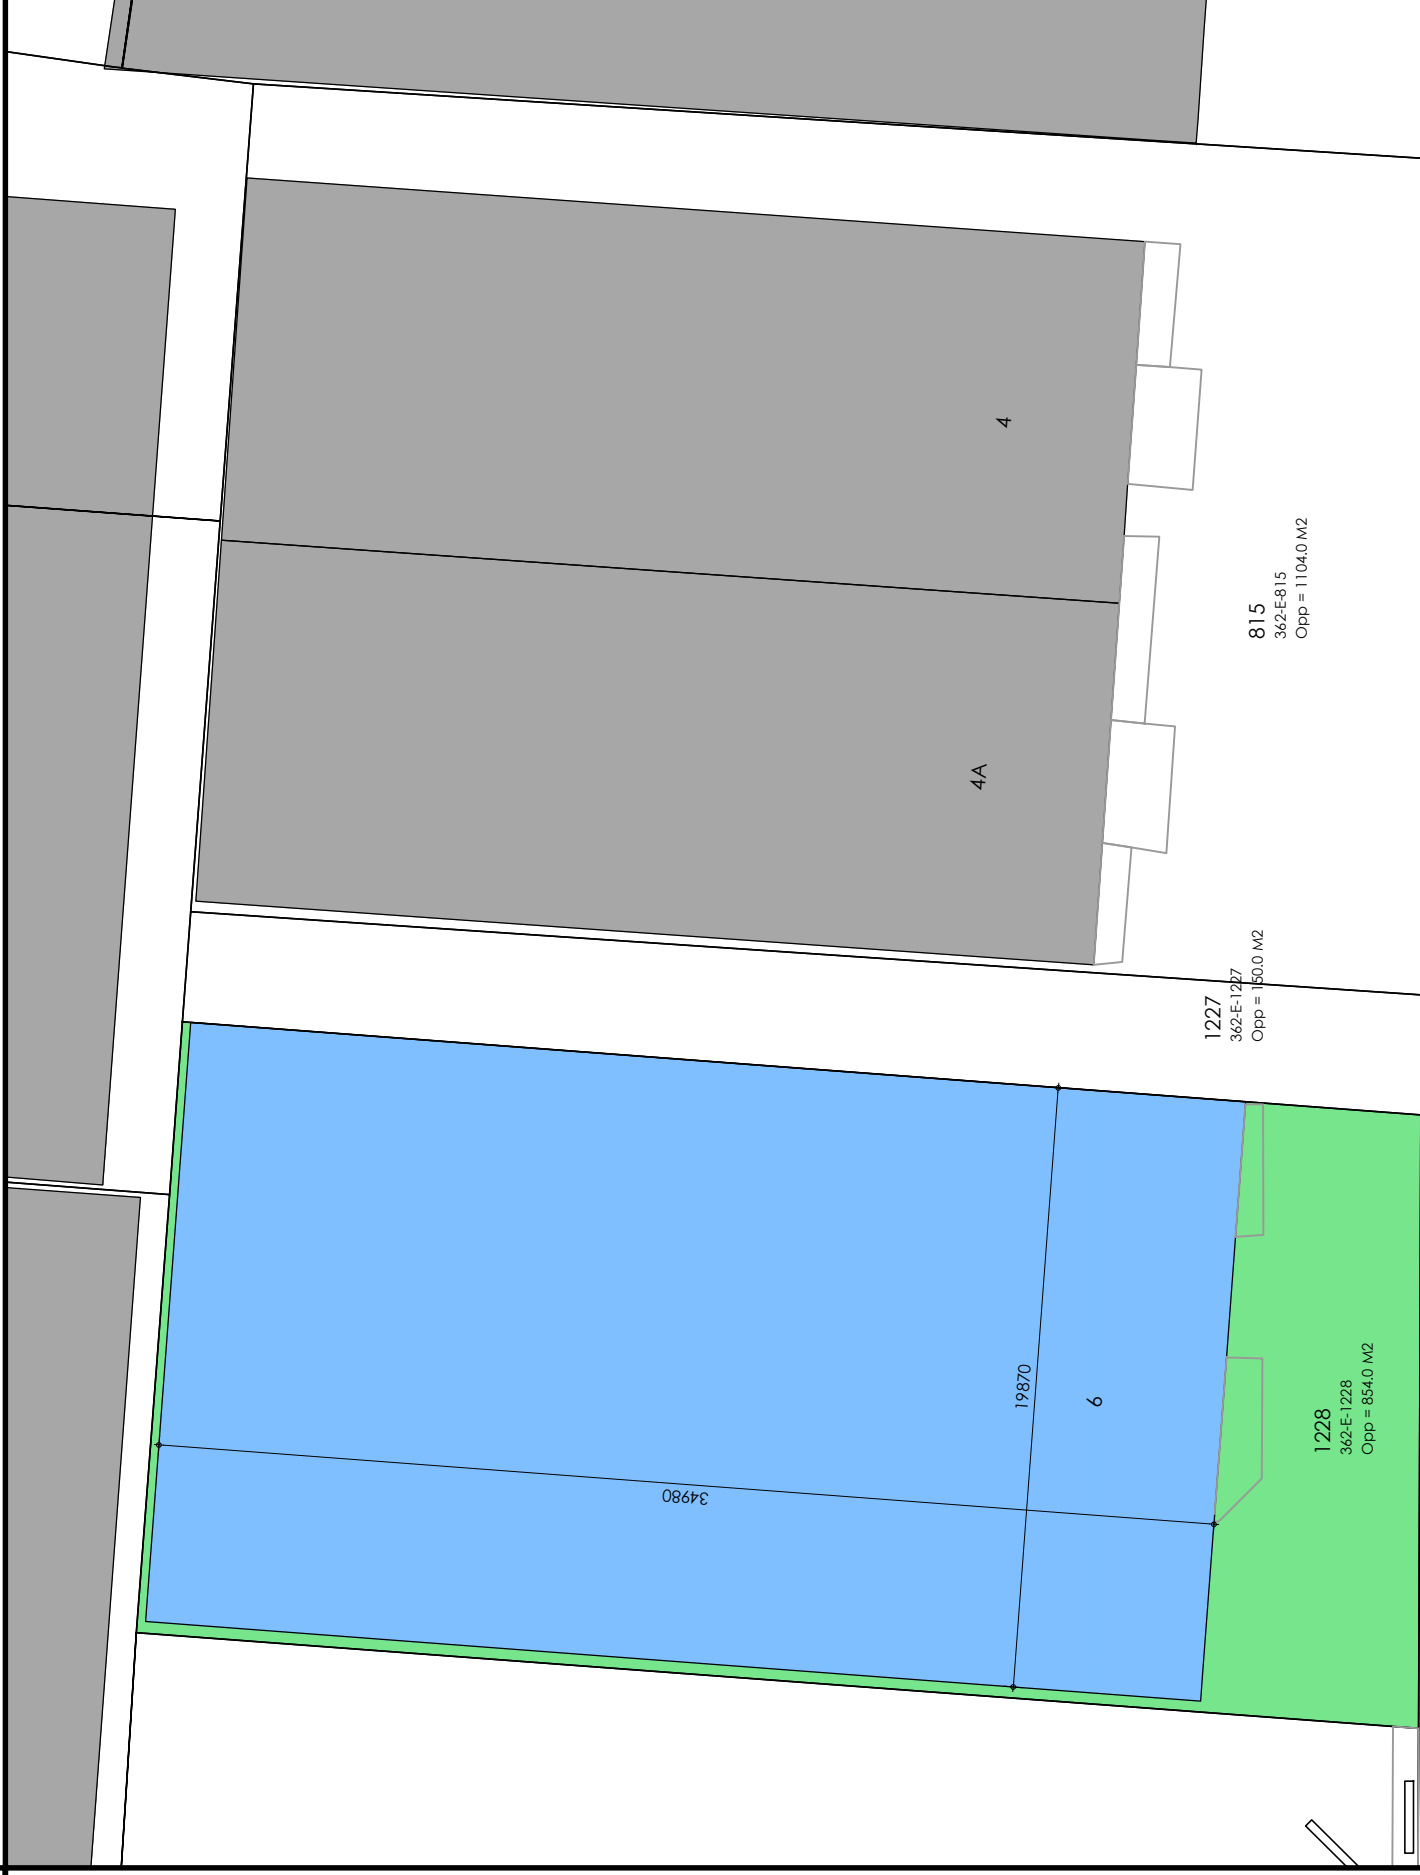 4
4A
815
362-E-815
Opp = 1104.0 M2
1227
362-E-1227
Opp = 150.0 M2
19870
6
34980
1228
362-E-1228
Opp = 854.0 M2